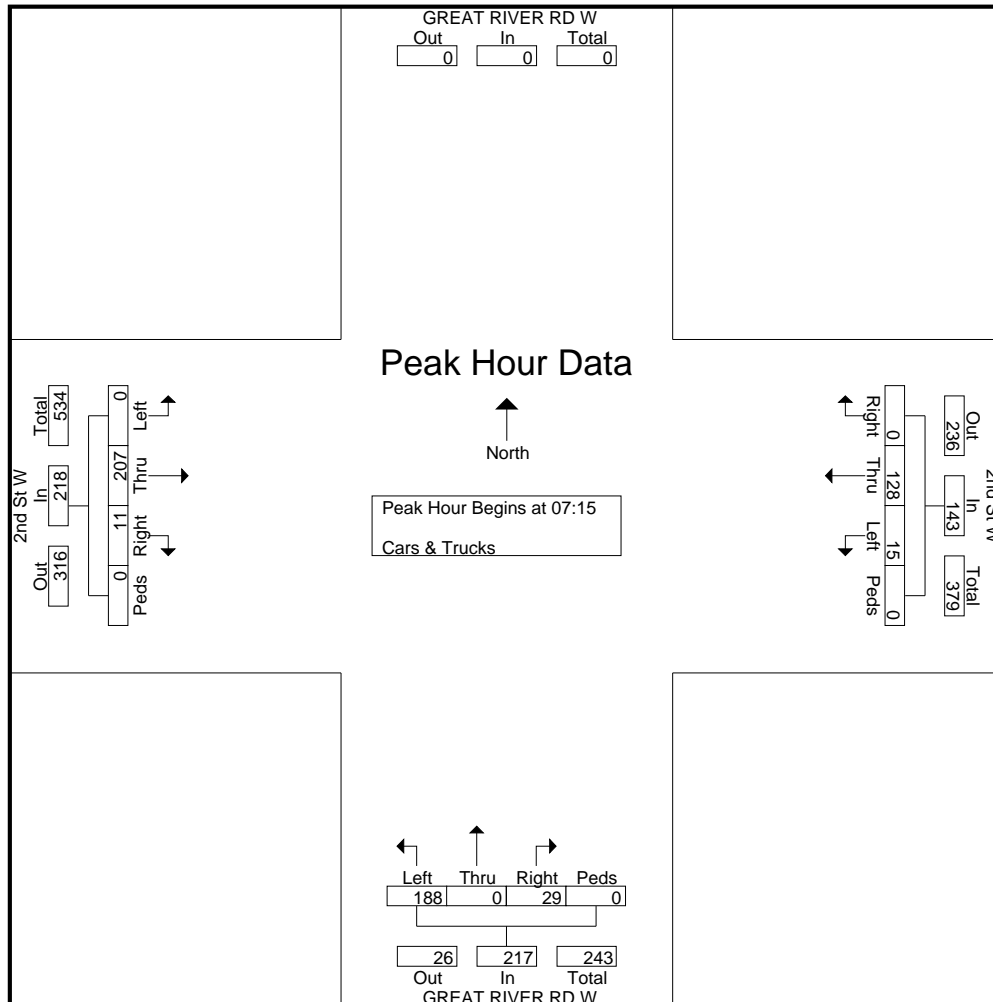 GREAT RIVER RD W
Out In Total
0 0 0
Peak Hour Data
North
Peak Hour Begins at 07:15
Cars & Trucks
2nd St W
Out In Total
316 218 534
0 207 11 0
Left Thru Right Peds
2nd St W
Out In Total
236 143 379
0 128 15 0
Right Thru Left Peds
Left Thru Right Peds
188 0 29 0
26 217 243
Out In Total
GREAT RIVER RD W